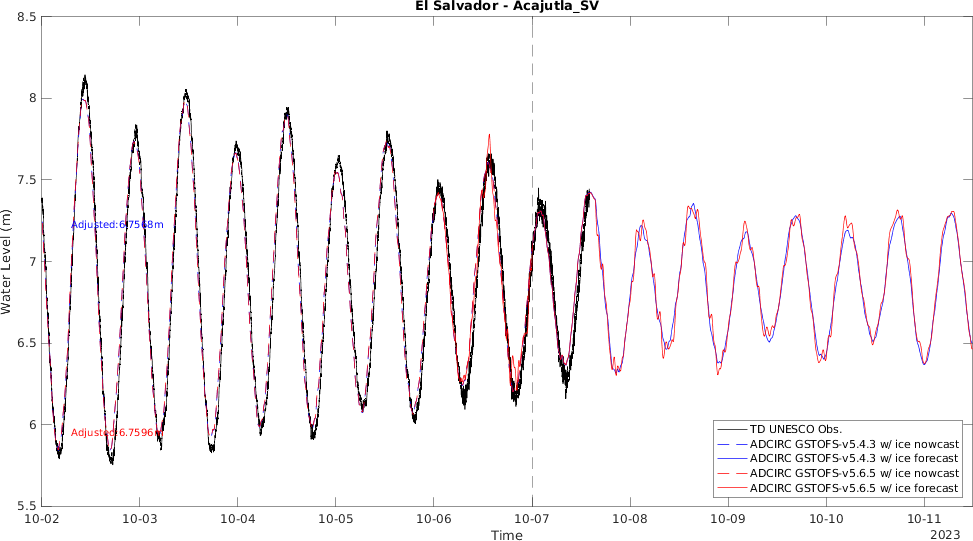 El Salvador - Acajutla_SV
8.5
8
7.5
7
6.5
6
5.5
Water Level (m)
Adjusted:6.7568m
Adjusted:6.7596m
TD UNESCO Obs.
ADCIRC GSTOFS-v5.4.3 w/ ice nowcast
ADCIRC GSTOFS-v5.4.3 w/ ice forecast
ADCIRC GSTOFS-v5.6.5 w/ ice nowcast
ADCIRC GSTOFS-v5.6.5 w/ ice forecast
10-02 10-03 10-04 10-05 10-06 10-07 10-08 10-09 10-10 10-11
Time
2023